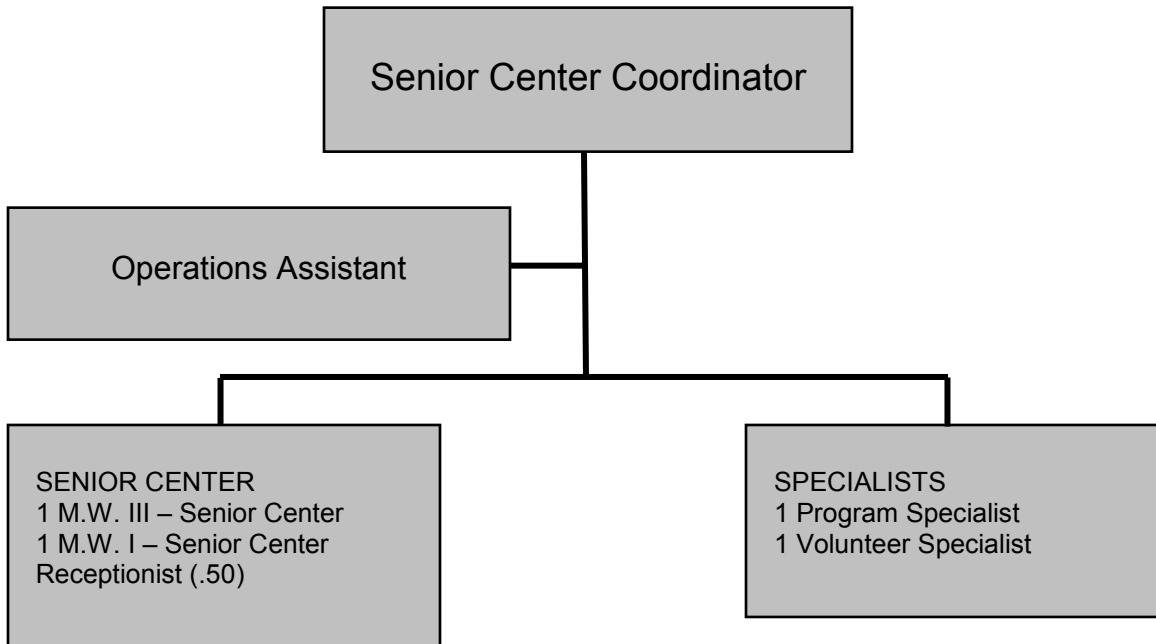 Senior Center Coordinator
Operations Assistant
SENIOR CENTER
1 M.W. III – Senior Center
1 M.W. I – Senior Center
Receptionist (.50)
SPECIALISTS
1 Program Specialist
1 Volunteer Specialist